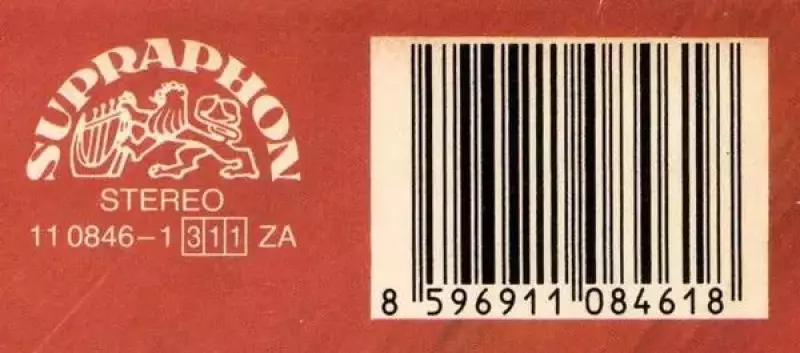 SUPRAPHON
STEREO
11 0846-1 311 ZA
8 596911 084618